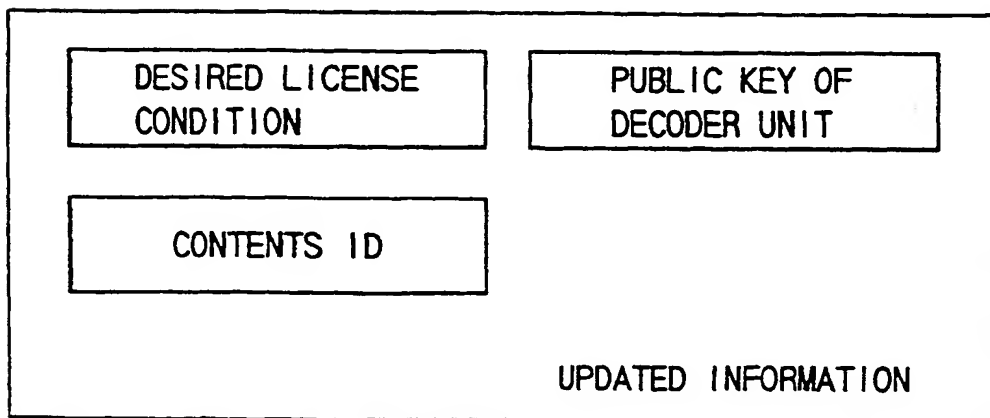 DESIRED LICENSE
CONDITION
PUBLIC KEY OF
DECODER UNIT
CONTENTS ID
UPDATED INFORMATION